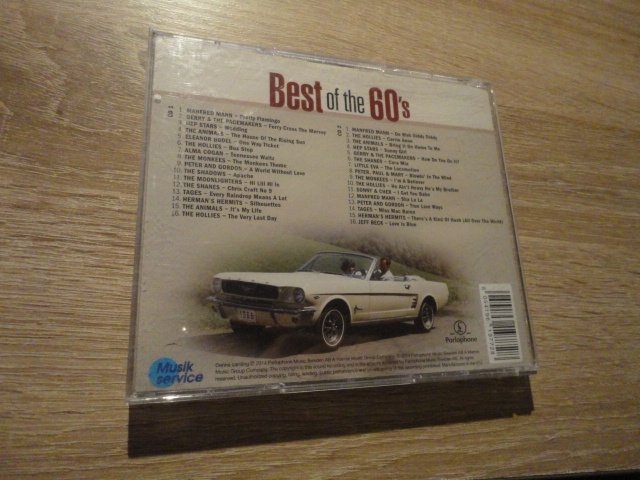 Best of the 60's
CD 1
1. MANFRED MANN – Pretty Flamingo
2. GERRY & THE PACEMAKERS – Ferry Cross The Mersey
3. HEP STARS – Wedding
4. THE ANIMALS – The House Of The Rising Sun
5. ELEANOR BODEL – One Way Ticket
6. THE HOLLIES – Bus Stop
7. ALMA COGAN – Tennessee Waltz
8. THE MONKEES – The Monkees Theme
9. PETER AND GORDON – A World Without Love
10. THE SHADOWS – Apache
11. THE MOONLIGHTERS – Hi Lili Hi Lo
12. THE SHANES – Chris Craft No 9
13. TAGES – Every Raindrop Means A Lot
14. HERMAN'S HERMITS – Silhouettes
15. THE ANIMALS – It's My Life
16. THE HOLLIES – The Very Last Day
CD 2
1. MANFRED MANN – Do Wah Diddy Diddy
2. THE HOLLIES – Carrie Anne
3. THE ANIMALS – Bring It On Home To Me
4. HEP STARS – Sunny Girl
5. GERRY & THE PACEMAKERS – How Do You Do It?
6. THE SHANES – Cara Mia
7. LITTLE EVA – The Locomotion
8. PETER, PAUL & MARY – Blowin' In The Wind
9. THE MONKEES – I'm A Believer
10. THE HOLLIES – He Ain't Heavy He's My Brother
11. SONNY & CHER – I Got You Babe
12. MANFRED MANN – Sha La La
13. PETER AND GORDON – True Love Ways
14. TAGES – Miss Mac Baren
15. HERMAN'S HERMITS – There's A Kind Of Hush (All Over The World)
16. JEFF BECK – Love Is Blue
Parlophone
Musik
service